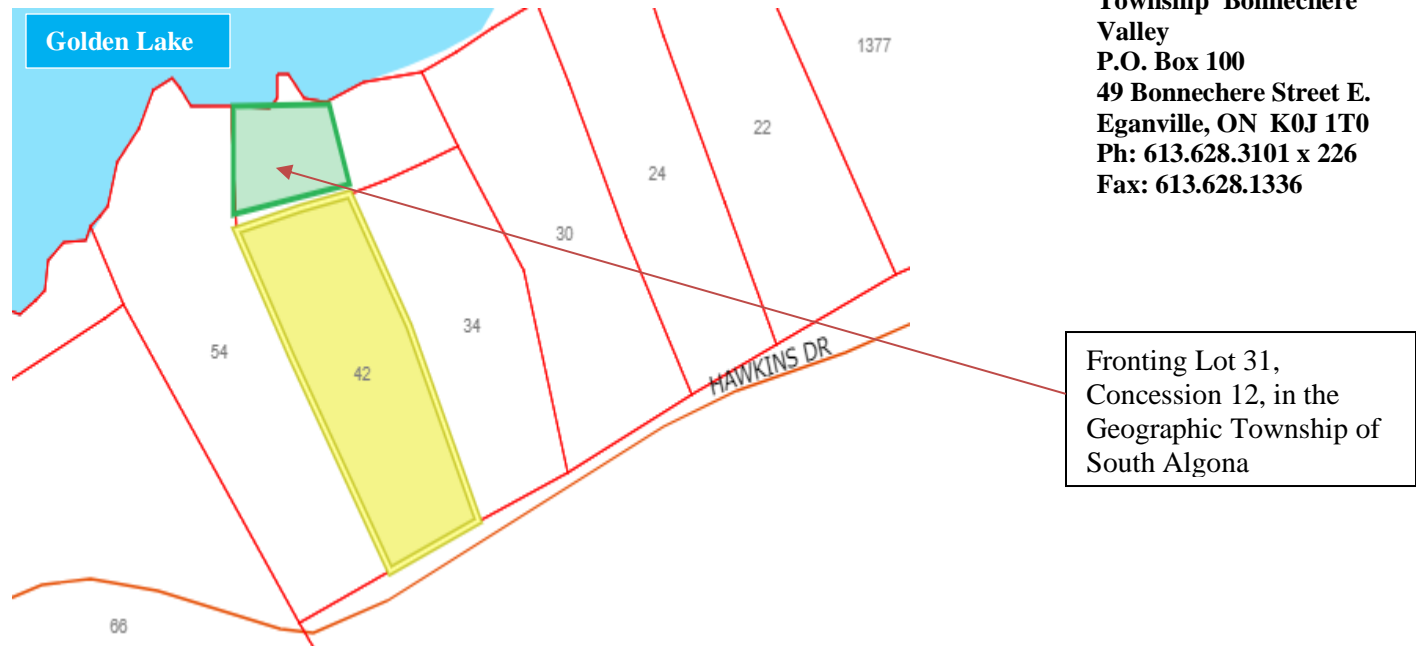 Golden Lake
Township Bonnechere
Valley
P.O. Box 100
49 Bonnechere Street E.
Eganville, ON K0J 1T0
Ph: 613.628.3101 x 226
Fax: 613.628.1336
1377
22
24
30
34
54
42
HAWKINS DR
66
Fronting Lot 31,
Concession 12, in the
Geographic Township of
South Algona